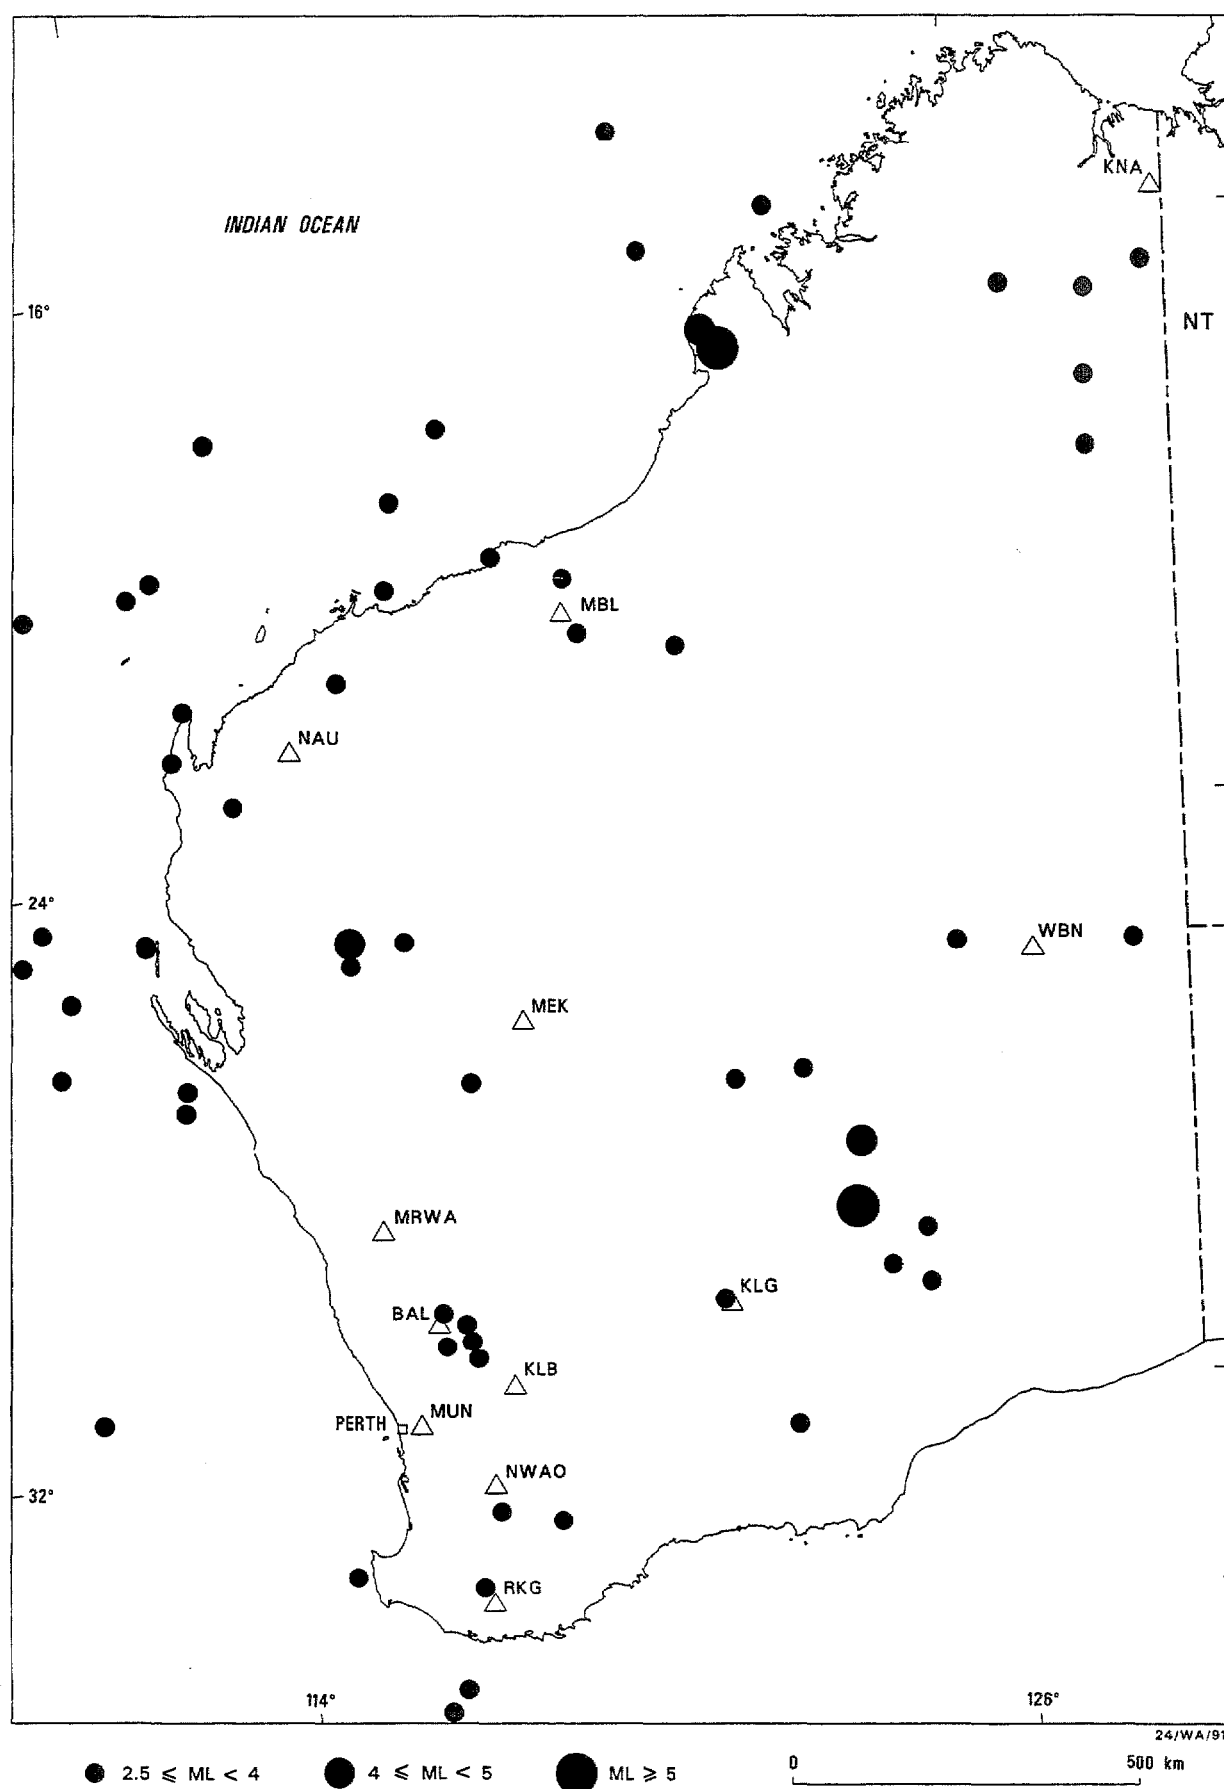 KNA
INDIAN OCEAN
16°
NT
MBL
NAU
24°
WBN
MEK
MRWA
KLG
BAL
KLB
MUN
PERTH
NWAO
32°
RKG
114°
126°
24/WA/91
2.5 ⩽ ML < 4
4 ⩽ ML < 5
ML ⩾ 5
0 500 km